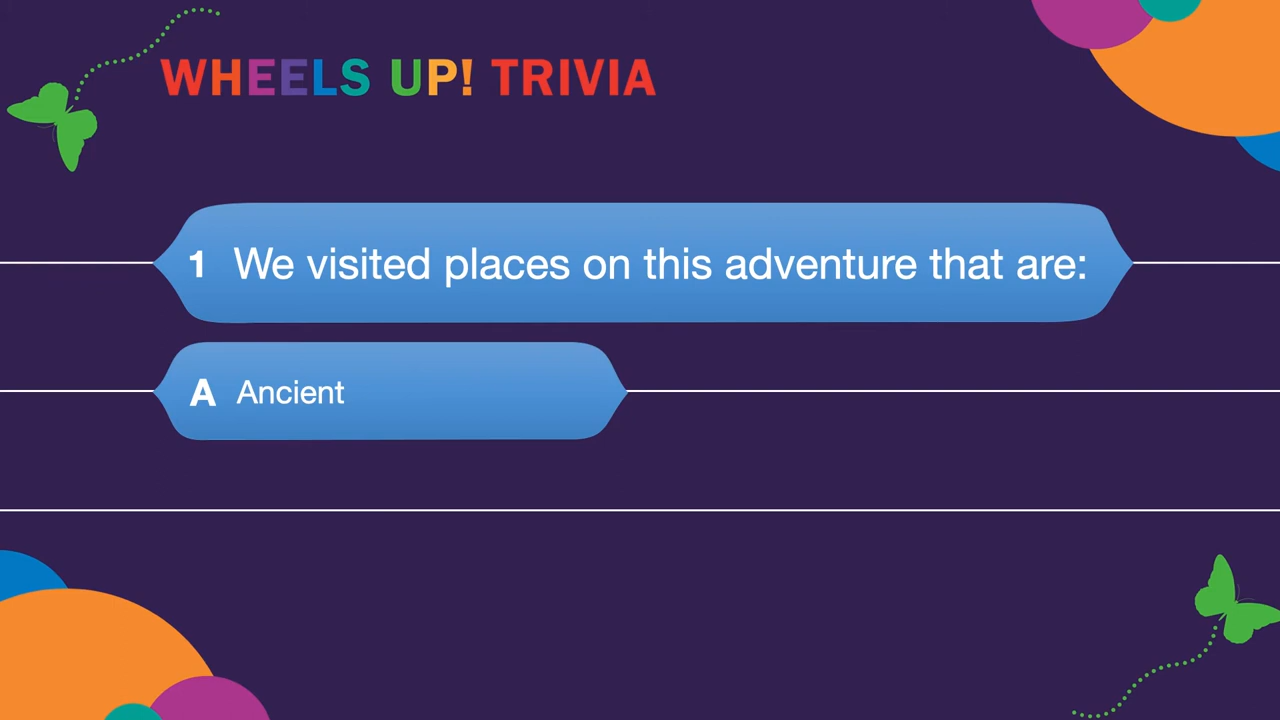 WHEELS UP! TRIVIA
1 We visited places on this adventure that are:
A Ancient